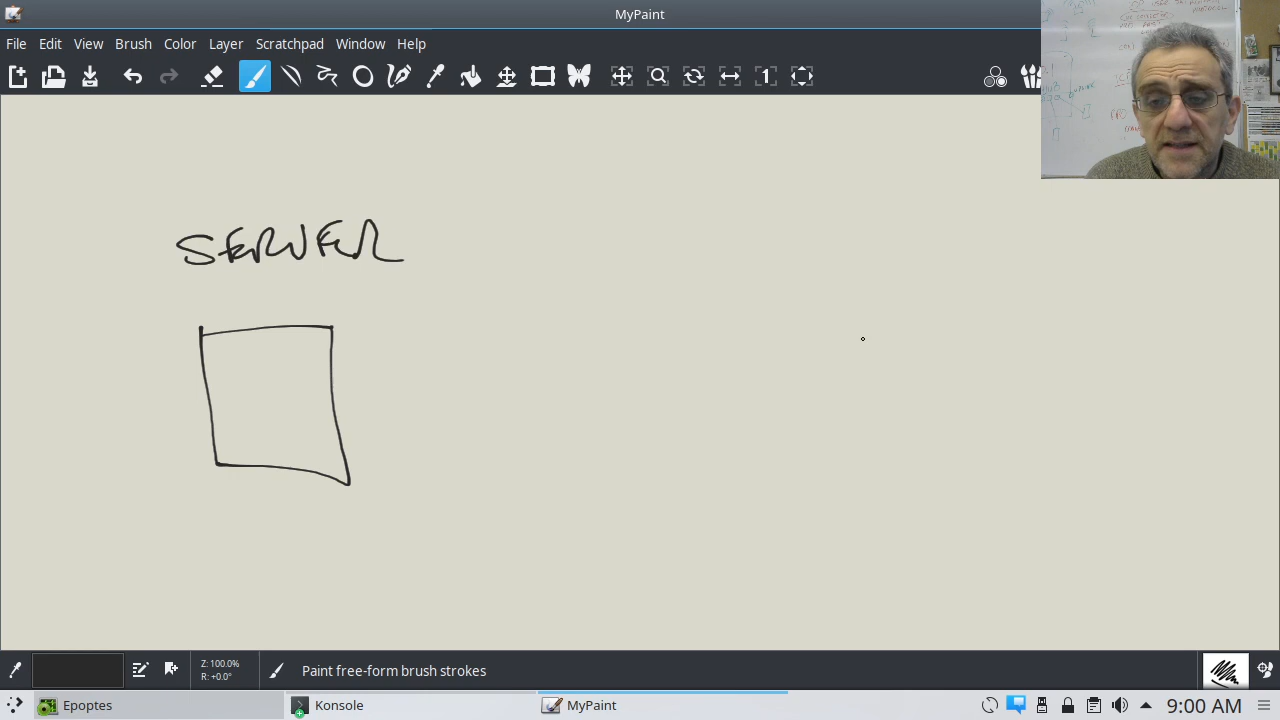 MyPaint
File Edit View Brush Color Layer Scratchpad Window Help
SERVER
Z: 100.0%
R: +0.0°
Paint free-form brush strokes
Epoptes Konsole MyPaint 9:00 AM